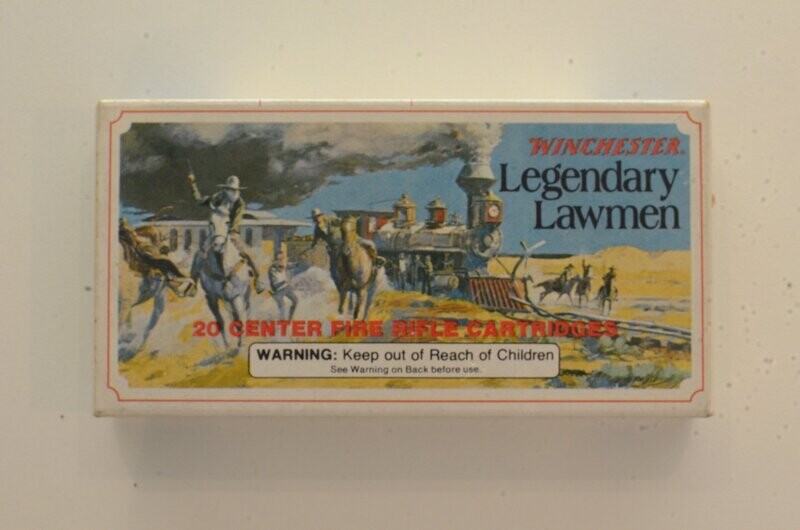 WINCHESTER
Legendary
Lawmen
20 CENTER FIRE RIFLE CARTRIDGES
WARNING: Keep out of Reach of Children
See Warning on Back before use.